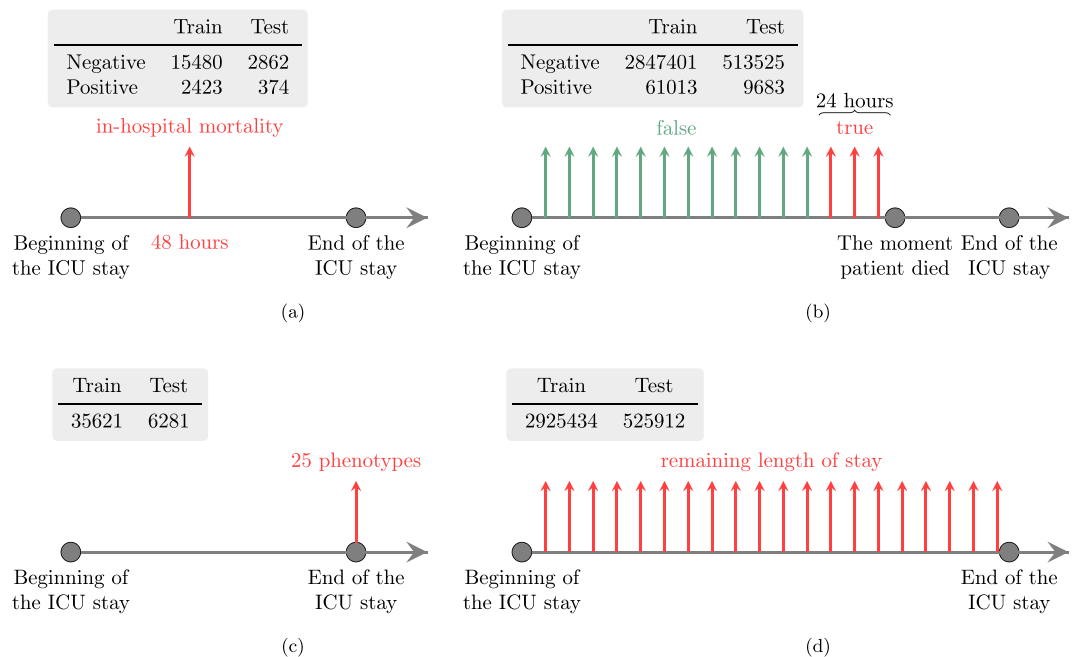 Train Test
Negative 15480 2862
Positive 2423 374
in-hospital mortality
48 hours
Beginning of
the ICU stay
End of the
ICU stay
(a)
Train Test
Negative 2847401 513525
Positive 61013 9683
24 hours
false
true
Beginning of
the ICU stay
The moment
patient died
End of the
ICU stay
(b)
Train Test
35621 6281
25 phenotypes
Beginning of
the ICU stay
End of the
ICU stay
(c)
Train Test
2925434 525912
remaining length of stay
Beginning of
the ICU stay
End of the
ICU stay
(d)